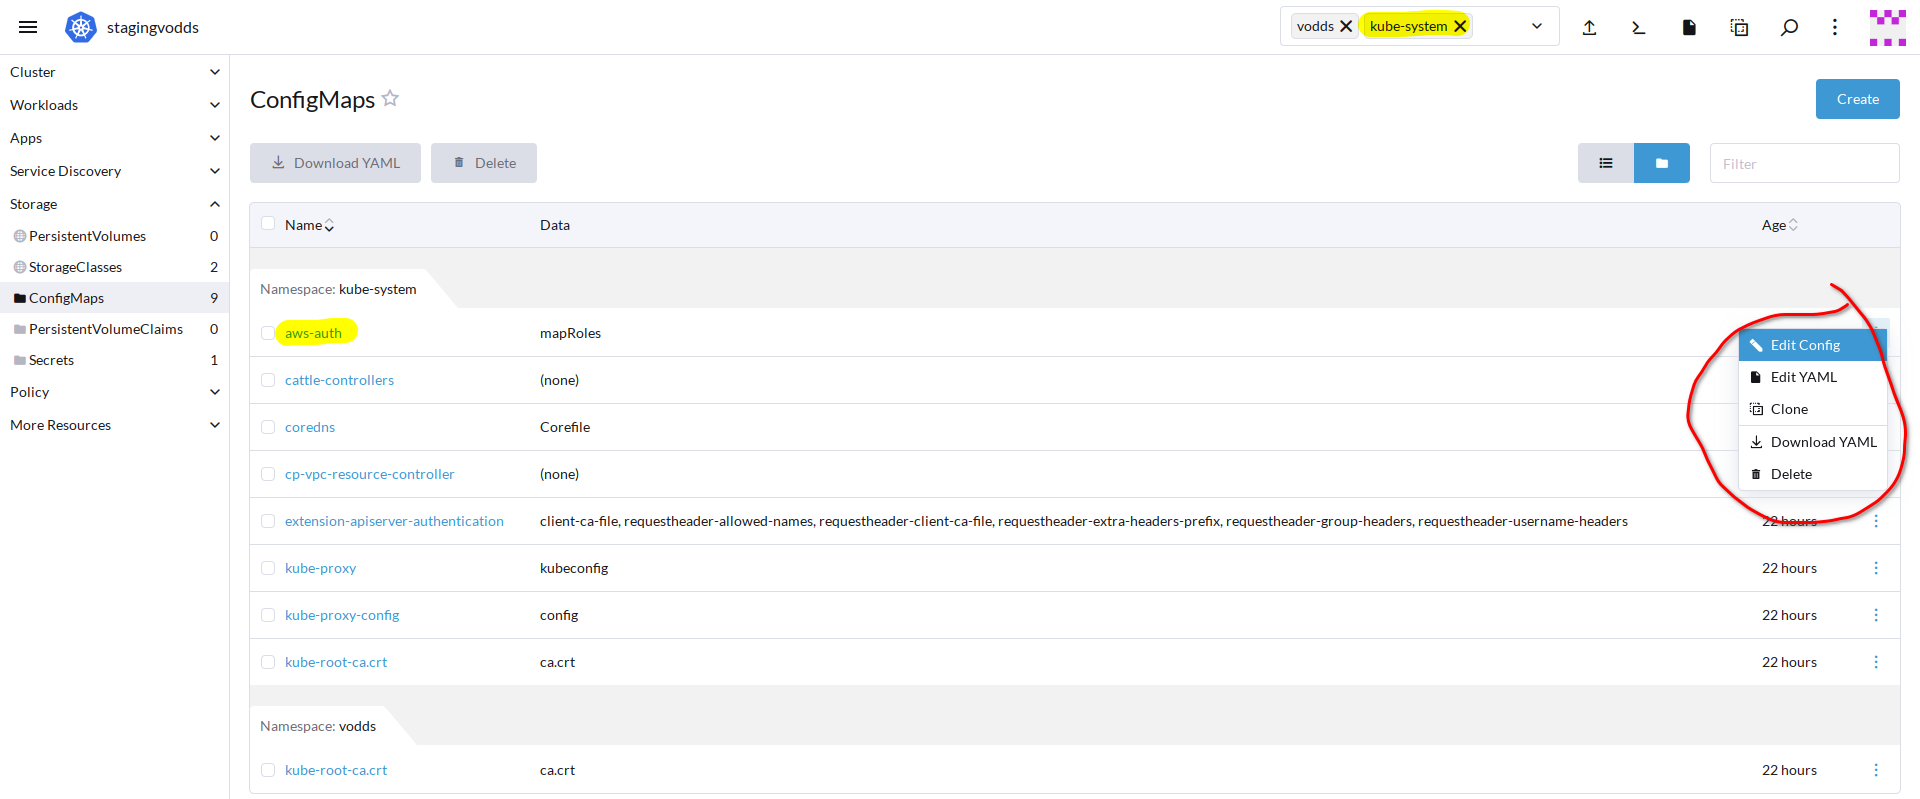 stagingvodds vodds kube-system
Cluster
Workloads
Apps
Service Discovery
Storage
PersistentVolumes 0
StorageClasses 2
ConfigMaps 9
PersistentVolumeClaims 0
Secrets 1
Policy
More Resources
ConfigMaps Create
Download YAML Delete Filter
Name Data Age
Namespace: kube-system
aws-auth mapRoles
cattle-controllers (none)
coredns Corefile
cp-vpc-resource-controller (none)
extension-apiserver-authentication client-ca-file, requestheader-allowed-names, requestheader-client-ca-file, requestheader-extra-headers-prefix, requestheader-group-headers, requestheader-username-headers 22 hours
kube-proxy kubeconfig 22 hours
kube-proxy-config config 22 hours
kube-root-ca.crt ca.crt 22 hours
Namespace: vodds
kube-root-ca.crt ca.crt 22 hours
Edit Config
Edit YAML
Clone
Download YAML
Delete